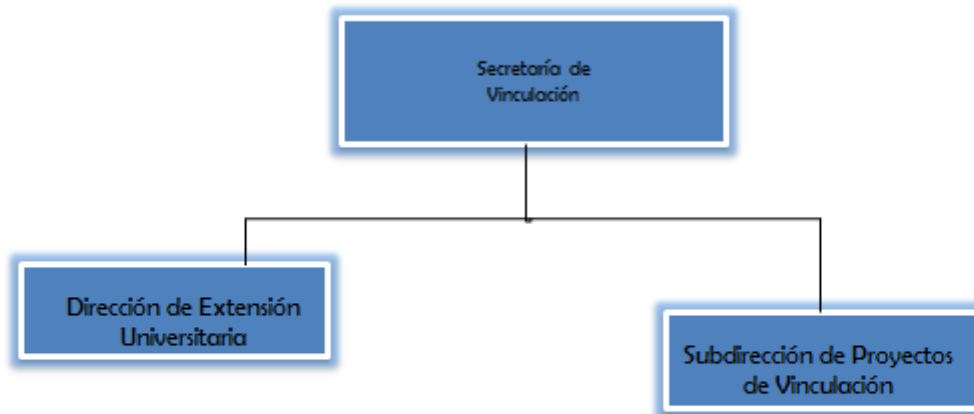 Secretaría de
Vinculación
Dirección de Extensión
Universitaria
Subdirección de Proyectos
de Vinculación